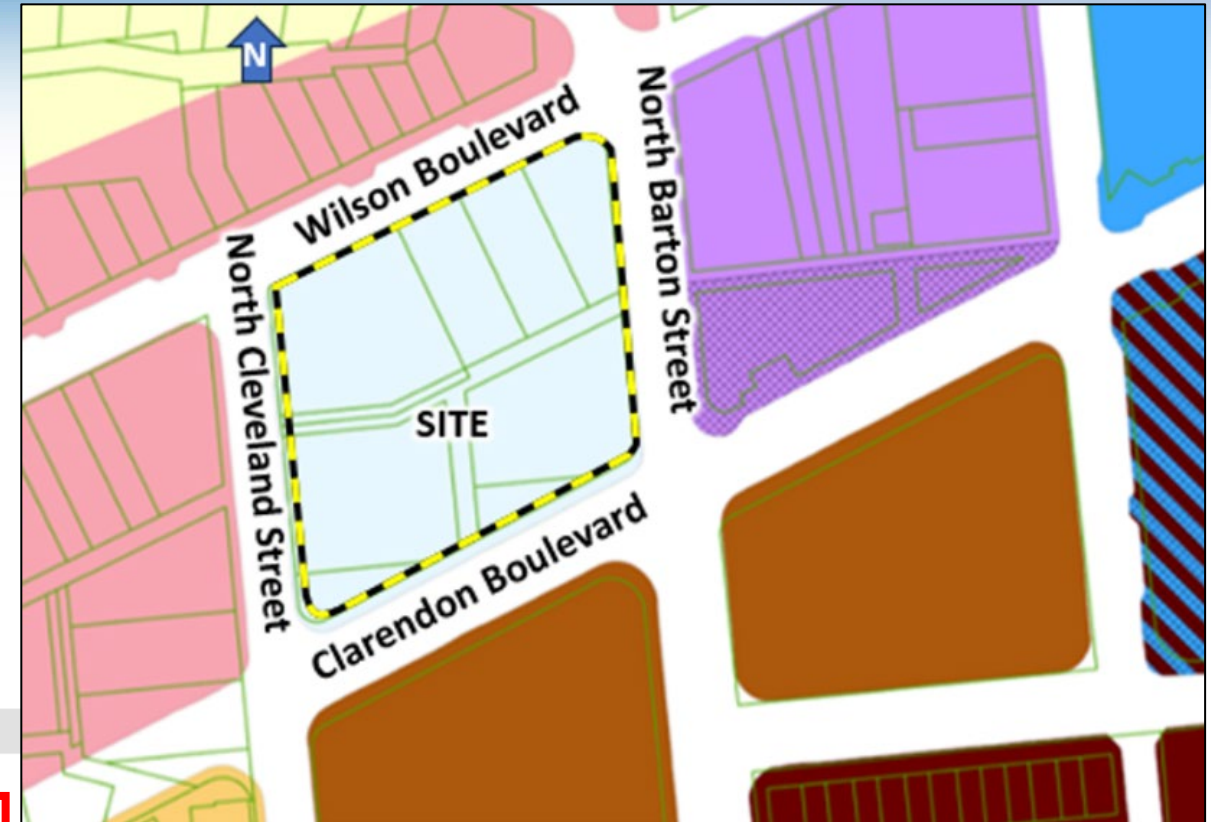 N
Wilson Boulevard
North Barton Street
North Cleveland Street
SITE
Clarendon Boulevard